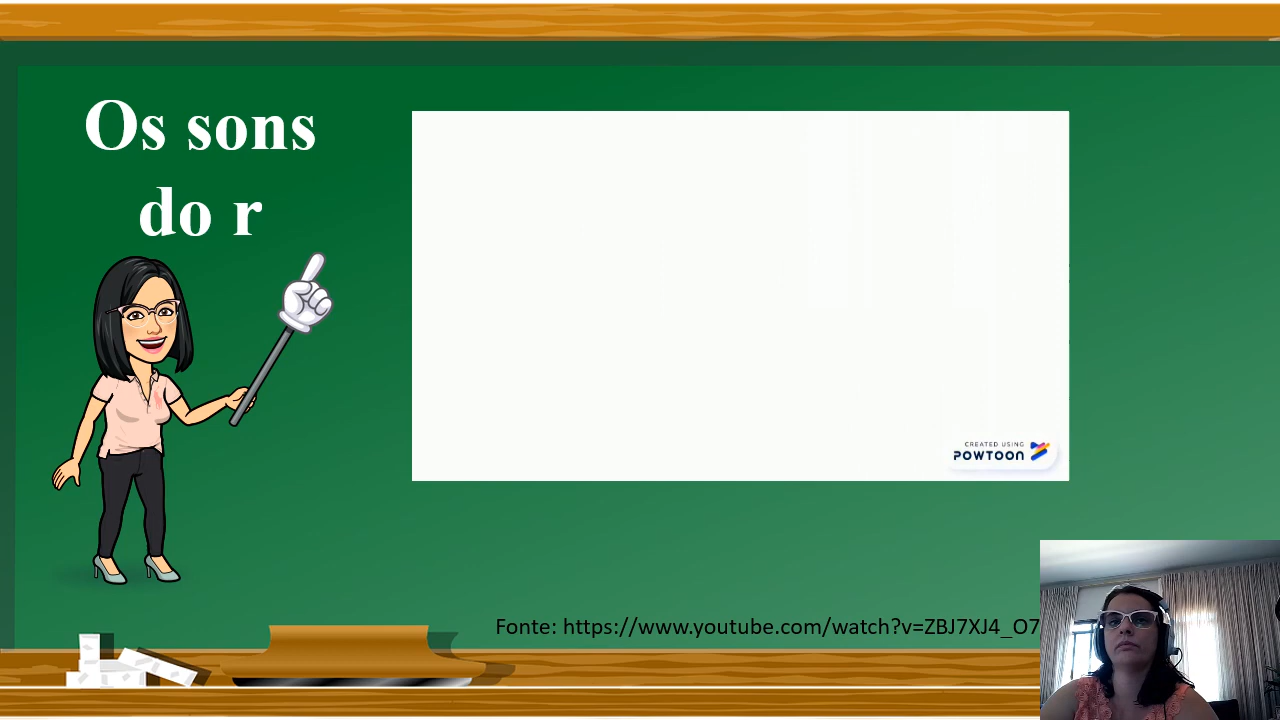 Os sons
do r
CREATED USING
POWTOON
Fonte: https://www.youtube.com/watch?v=ZBJ7XJ4_O7